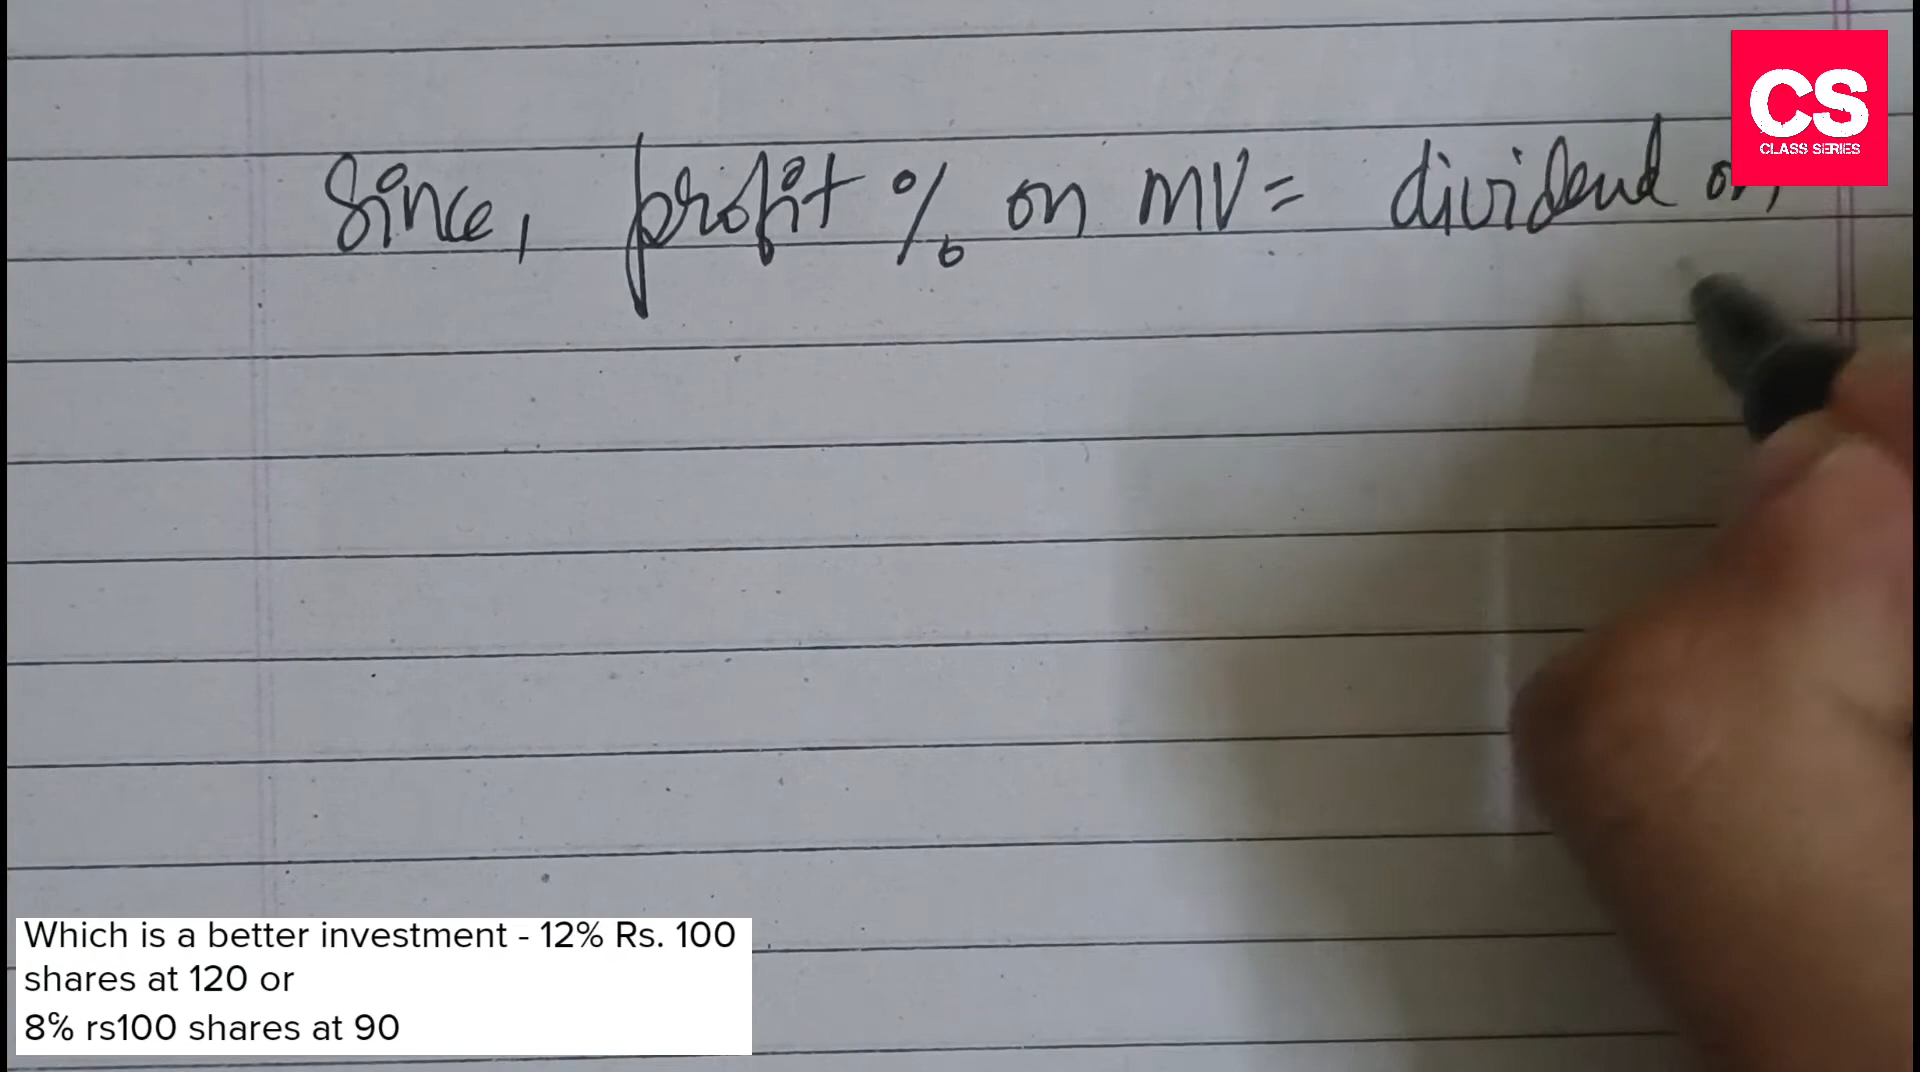 CS
CLASS SERIES
Since, profit % on MV = dividend on
Which is a better investment - 12% Rs. 100
shares at 120 or
8% rs100 shares at 90